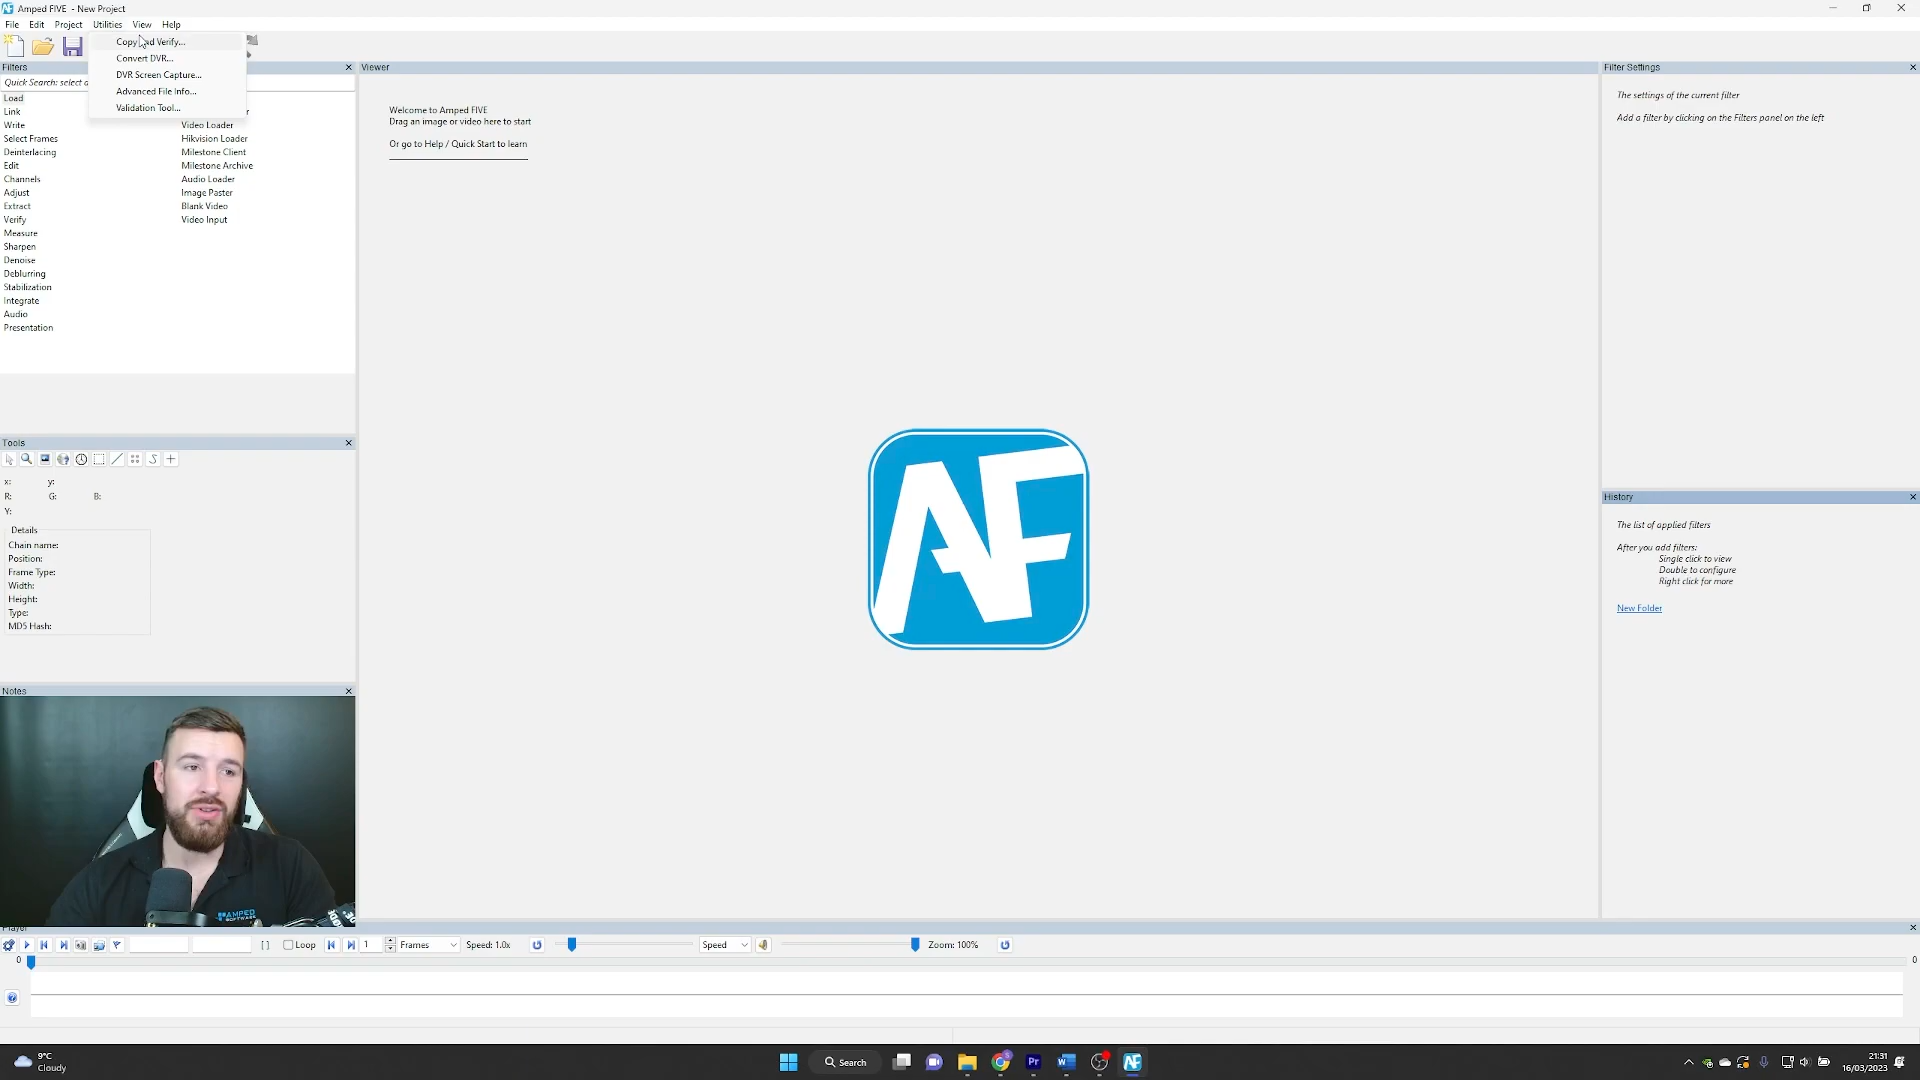 Amped FIVE - New Project
File Edit Project Utilities View Help
Copy and Verify...
Convert DVR...
DVR Screen Capture...
Advanced File Info...
Validation Tool...
Filters
Quick Search: select
Load
Link
Write
Select Frames
Deinterlacing
Edit
Channels
Adjust
Extract
Verify
Measure
Sharpen
Denoise
Deblurring
Stabilization
Integrate
Audio
Presentation
Video Loader
Hikvision Loader
Milestone Client
Milestone Archive
Audio Loader
Image Paster
Blank Video
Video Input
Tools
x: y:
R: G: B:
Y:
Details
Chain name:
Position:
Frame Type:
Width:
Height:
Type:
MD5 Hash:
Notes
AMPED
SOFTWARE
Viewer
Welcome to Amped FIVE
Drag an image or video here to start
Or go to Help / Quick Start to learn
AF
Filter Settings
The settings of the current filter
Add a filter by clicking on the Filters panel on the left
History
The list of applied filters
After you add filters:
Single click to view
Double to configure
Right click for more
New Folder
Player
[ ] Loop 1 Frames Speed: 1.0x Speed Zoom: 100%
0 0
9°C
Cloudy
Search
Pr
W
AF
21:31
16/03/2023